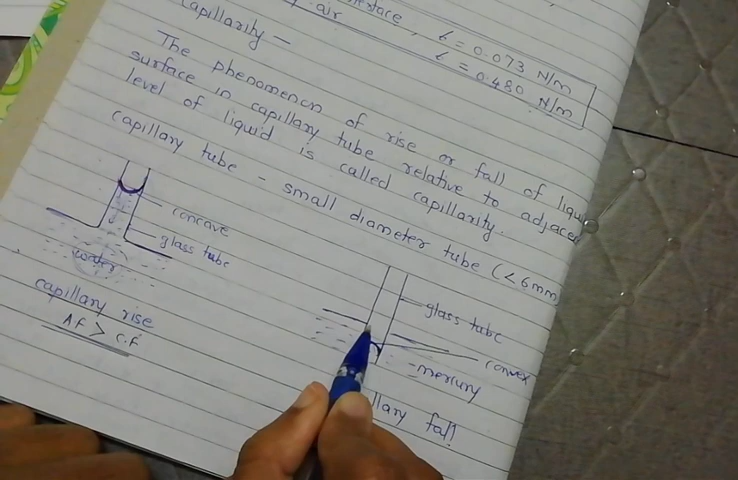 air , σ = 0.073 N/m
σ = 0.480 N/m
capillarity -
The phenomenon of rise or fall of liqu
surface in capillary tube relative to adjacen
level of liquid is called capillarity.
capillary tube - small diameter tube (<6mm
concave
glass tube
water
capillary rise
AF > C.F
glass tube
convex
mercury
llary fall